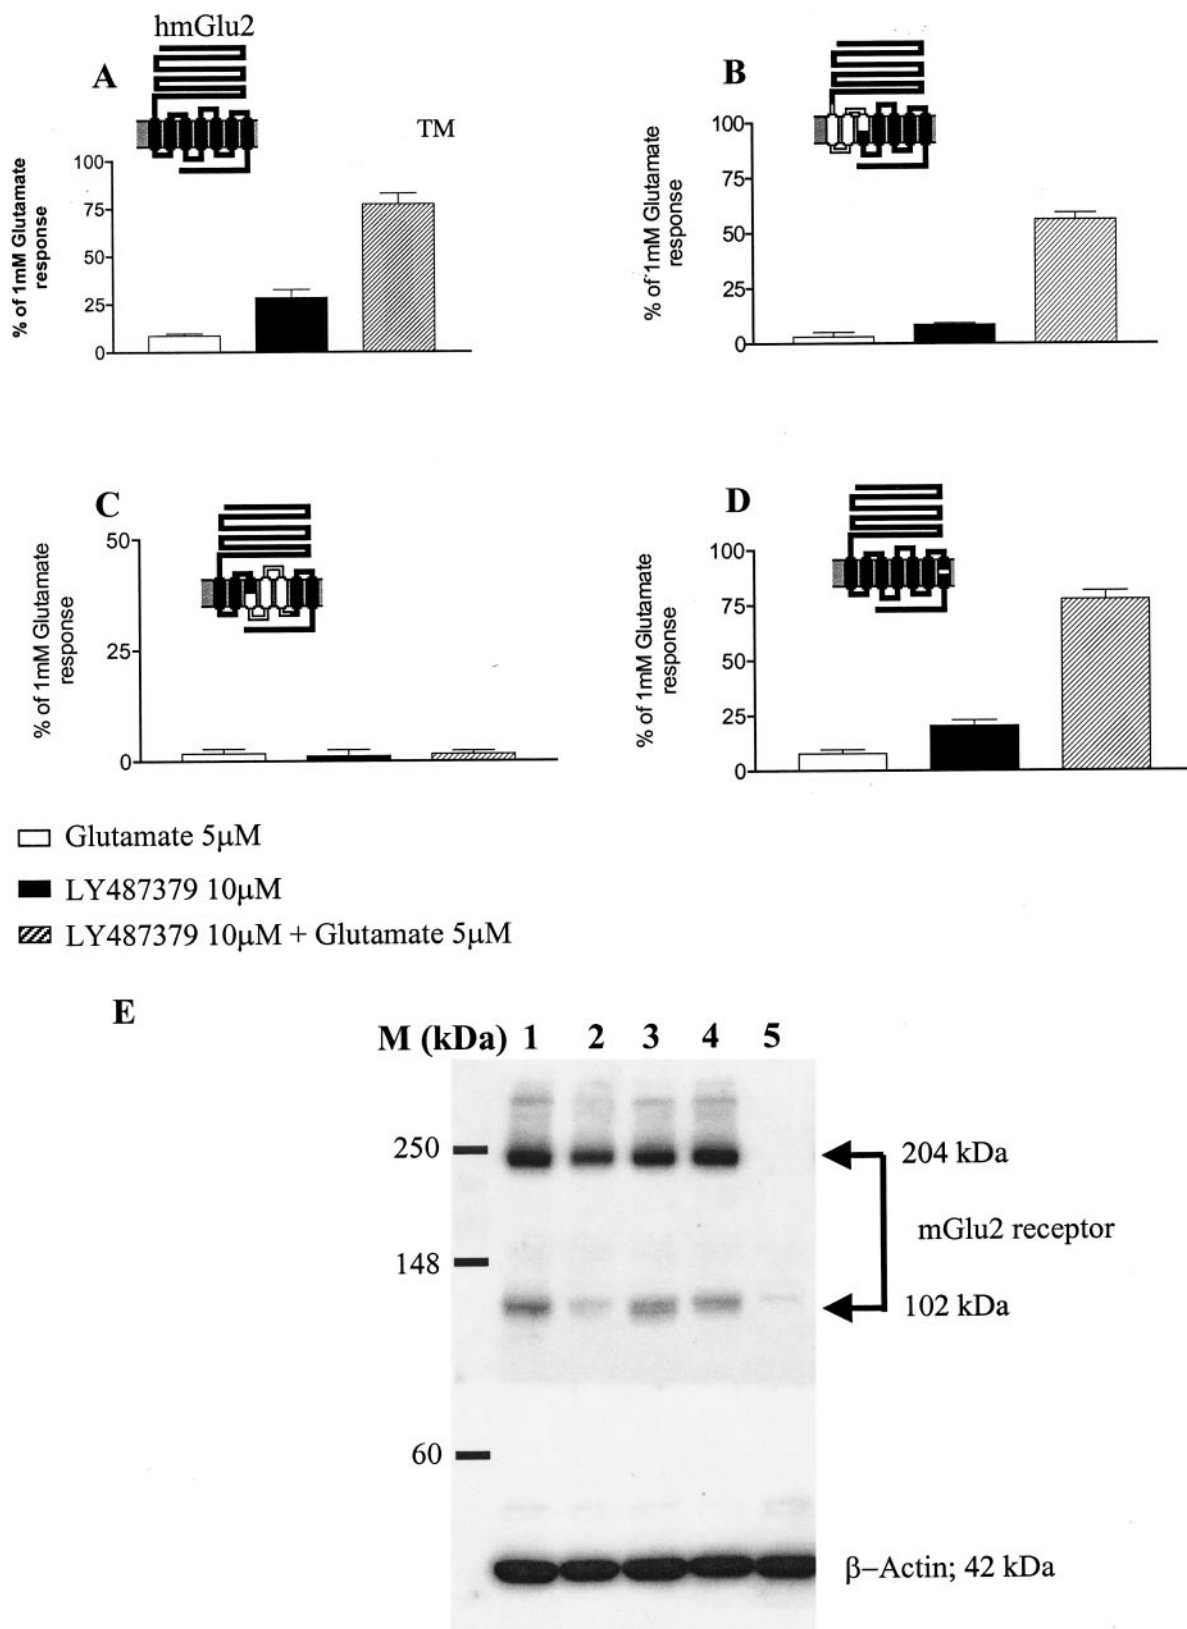 hmGlu2
A
TM
% of 1mM Glutamate
response
100
75
50
25
0
B
% of 1mM Glutamate
response
100
75
50
25
0
C
% of 1mM Glutamate
response
50
25
0
D
% of 1mM Glutamate
response
100
75
50
25
0
Glutamate 5μM
LY487379 10μM
LY487379 10μM + Glutamate 5μM
E
M (kDa) 1 2 3 4 5
250
204 kDa
mGlu2 receptor
148
102 kDa
60
β–Actin; 42 kDa